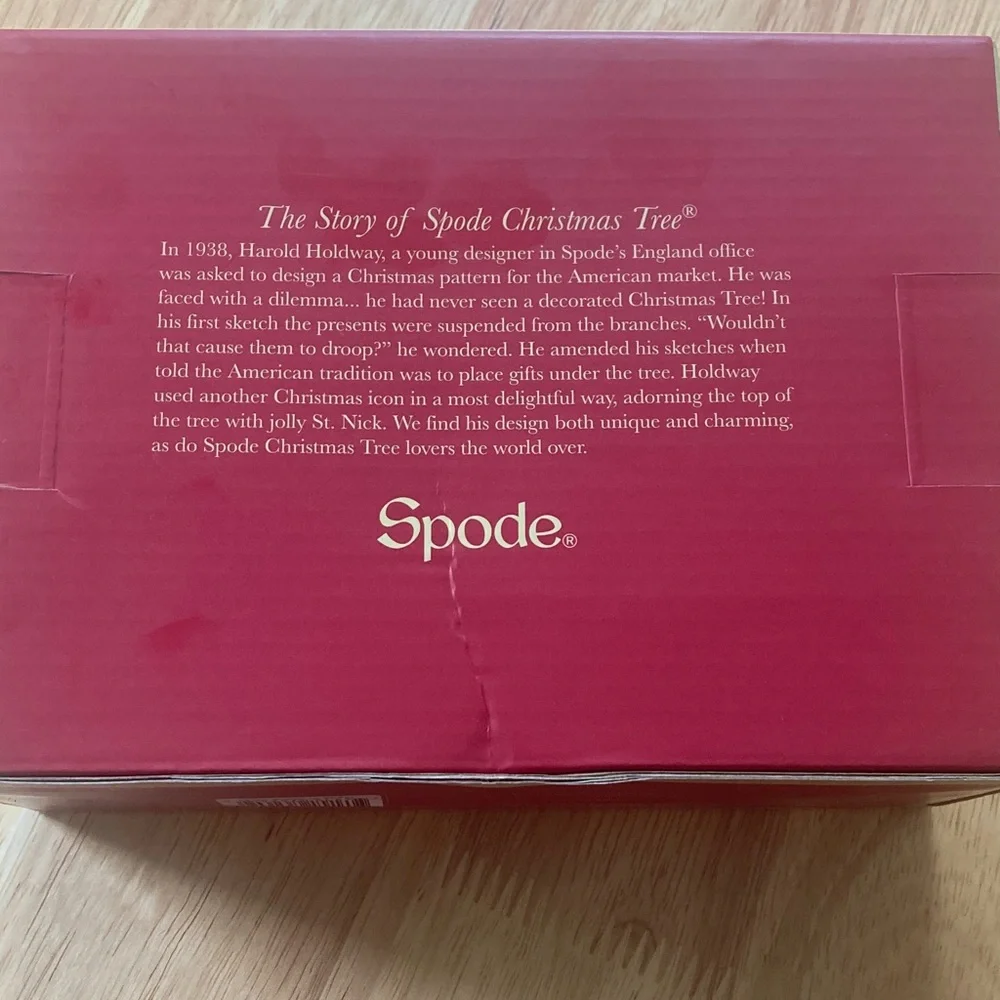 The Story of Spode Christmas Tree®
In 1938, Harold Holdway, a young designer in Spode's England office
was asked to design a Christmas pattern for the American market. He was
faced with a dilemma... he had never seen a decorated Christmas Tree! In
his first sketch the presents were suspended from the branches. “Wouldn't
that cause them to droop?” he wondered. He amended his sketches when
told the American tradition was to place gifts under the tree. Holdway
used another Christmas icon in a most delightful way, adorning the top of
the tree with jolly St. Nick. We find his design both unique and charming,
as do Spode Christmas Tree lovers the world over.
Spode®